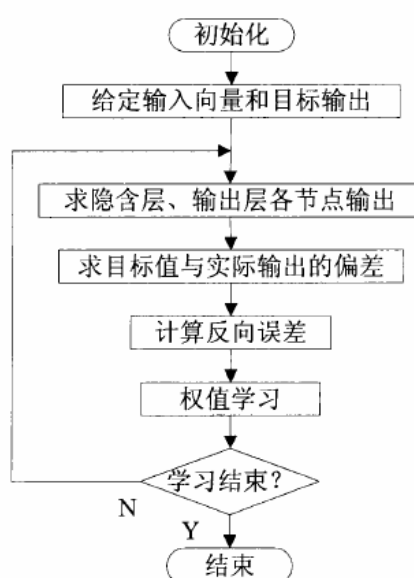 初始化
给定输入向量和目标输出
求隐含层、输出层各节点输出
求目标值与实际输出的偏差
计算反向误差
权值学习
学习结束?
N
Y
结束